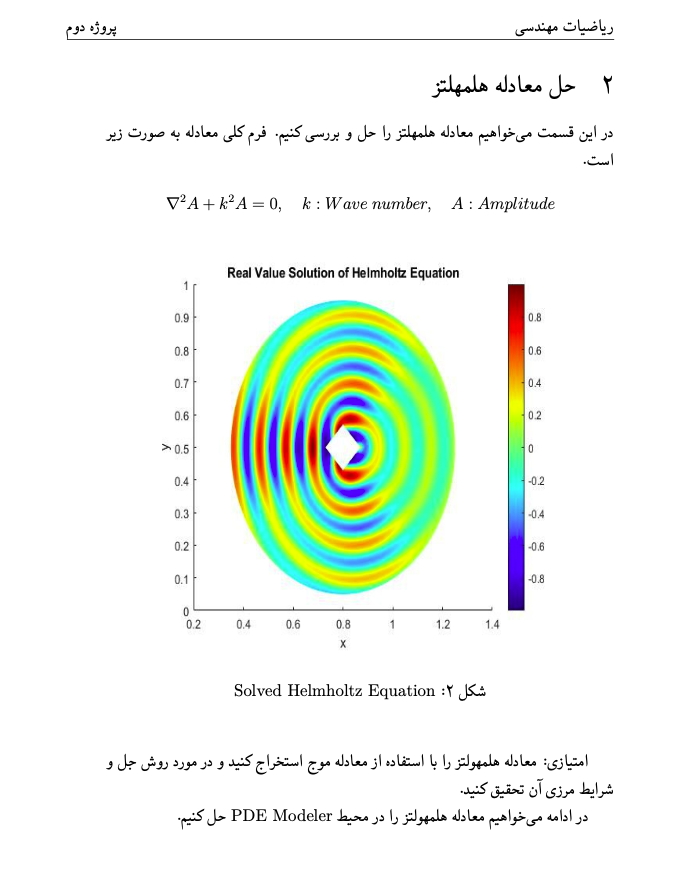 ریاضیات مهندسی پروژه دوم
۲ حل معادله هلمهلتز
در این قسمت می‌خواهیم معادله هلمهلتز را حل و بررسی کنیم. فرم کلی معادله به صورت زیر
است.
∇²A + k²A = 0, k : Wave number, A : Amplitude
Real Value Solution of Helmholtz Equation
1
0.9
0.8
0.7
0.6
0.5
0.4
0.3
0.2
0.1
0
y
0.2 0.4 0.6 0.8 1 1.2 1.4
x
0.8
0.6
0.4
0.2
0
-0.2
-0.4
-0.6
-0.8
شکل ۲: Solved Helmholtz Equation
امتیازی: معادله هلمهولتز را با استفاده از معادله موج استخراج کنید و در مورد روش جل و
شرایط مرزی آن تحقیق کنید.
در ادامه می‌خواهیم معادله هلمهولتز را در محیط PDE Modeler حل کنیم.